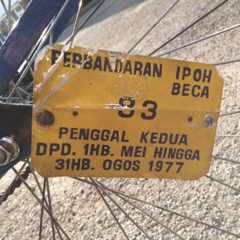 PERBANDARAN IPOH
BECA
83
PENGGAL KEDUA
DPD. 1HB. MEI HINGGA
31HB. OGOS 1977